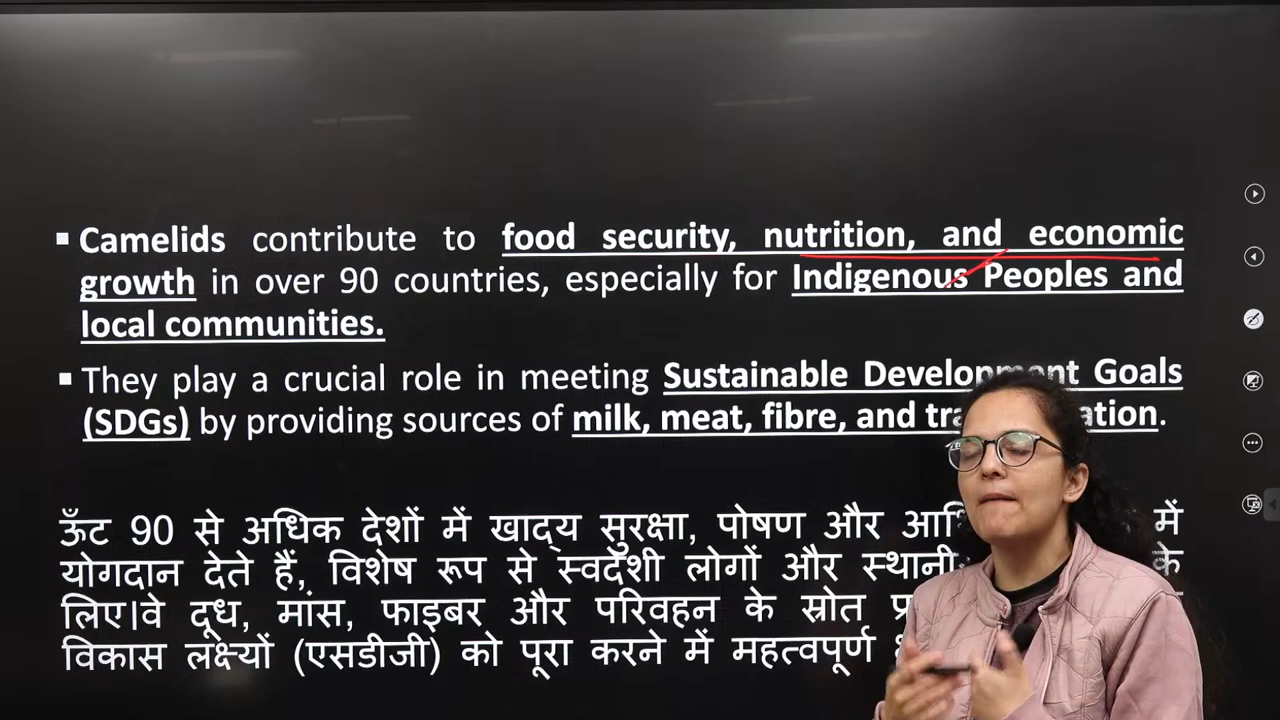 ▪ Camelids contribute to food security, nutrition, and economic
growth in over 90 countries, especially for Indigenous Peoples and
local communities.
▪ They play a crucial role in meeting Sustainable Development Goals
(SDGs) by providing sources of milk, meat, fibre, and
ऊँट 90 से अधिक देशों में खाद्य सुरक्षा, पोषण और में
योगदान देते हैं, विशेष रूप से स्वदेशी लोगों और के
लिए।वे दूध, मांस, फाइबर और परिवहन के स्रोत
विकास लक्ष्यों (एसडीजी) को पूरा करने में महत्वपूर्ण